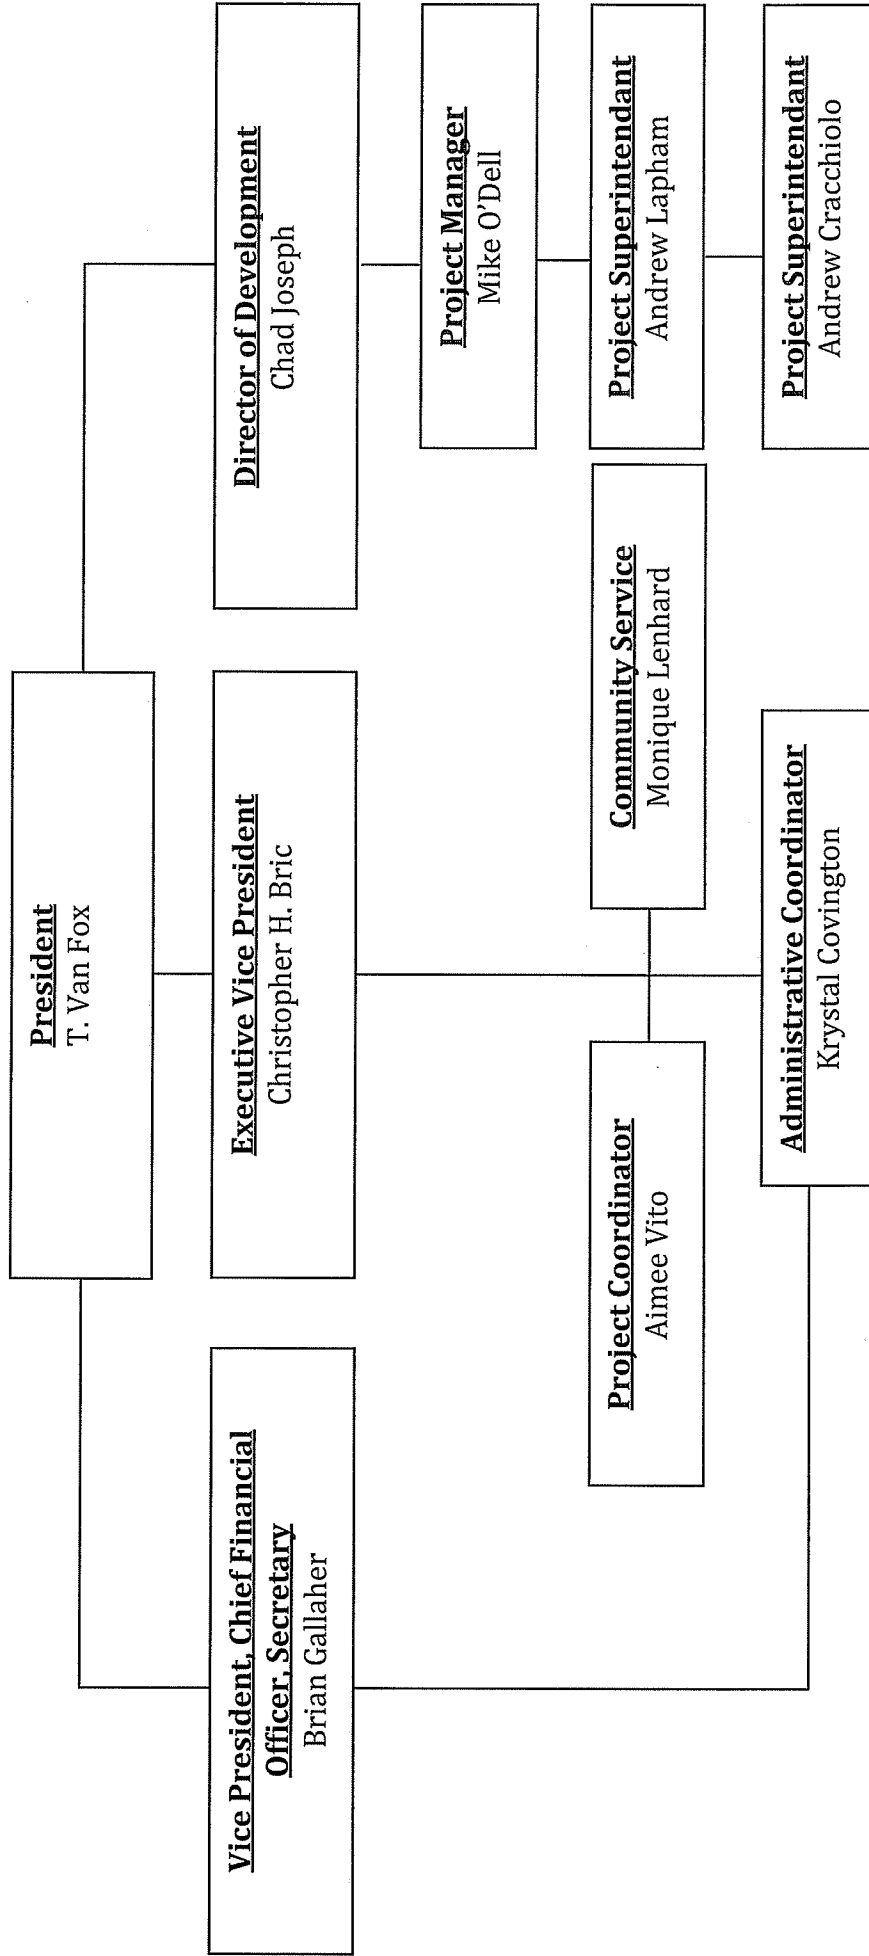 President
T. Van Fox
Vice President, Chief Financial
Officer, Secretary
Brian Gallaher
Executive Vice President
Christopher H. Bric
Director of Development
Chad Joseph
Project Manager
Mike O'Dell
Project Coordinator
Aimee Vito
Community Service
Monique Lenhard
Project Superintendant
Andrew Lapham
Administrative Coordinator
Krystal Covington
Project Superintendant
Andrew Cracchiolo